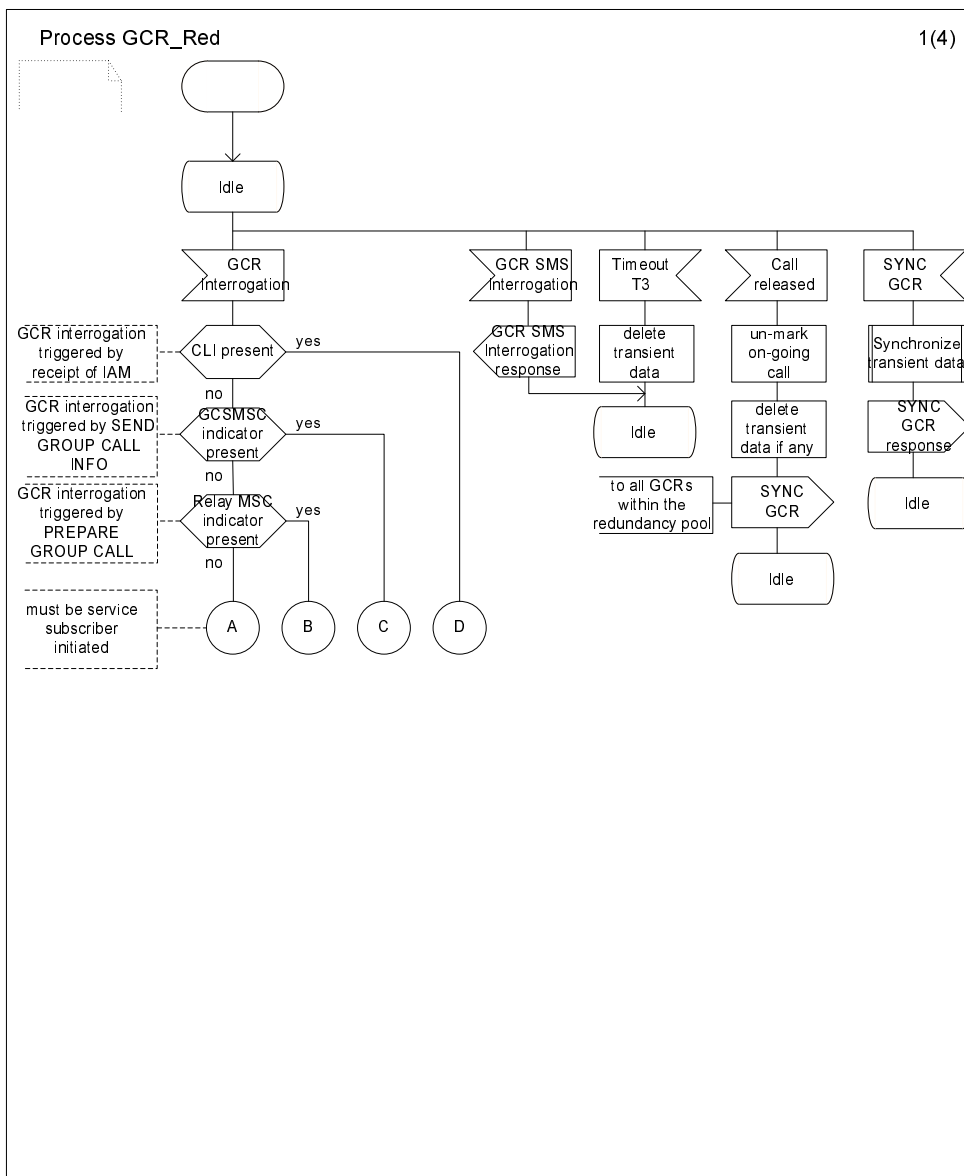 Process GCR_Red
1(4)
Idle
GCR
Interrogation
GCR SMS
Interrogation
Timeout
T3
Call
released
SYNC
GCR
GCR interrogation
triggered by
receipt of IAM
CLI present
yes
no
GCR SMS
Interrogation
response
delete
transient
data
un-mark
on-going
call
Synchronize
transient data
GCR interrogation
triggered by SEND
GROUP CALL
INFO
GCSMSC
indicator
present
yes
no
Idle
delete
transient
data if any
SYNC
GCR
response
GCR interrogation
triggered by
PREPARE
GROUP CALL
Relay MSC
indicator
present
yes
no
to all GCRs
within the
redundancy pool
SYNC
GCR
Idle
Idle
must be service
subscriber
initiated
A
B
C
D